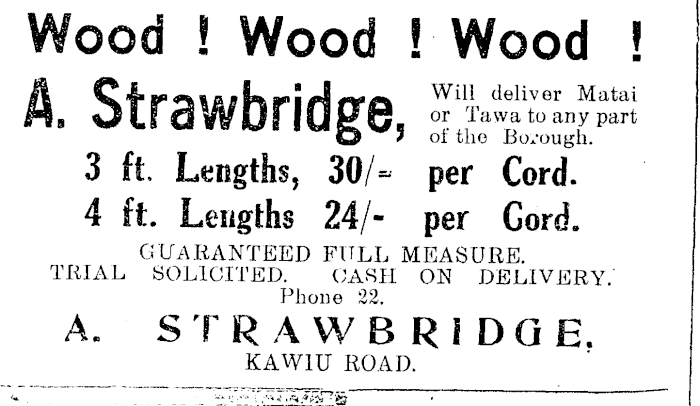 Wood ! Wood ! Wood !
A. Strawbridge,
Will deliver Matai
or Tawa to any part
of the Borough.
3 ft. Lengths, 30/- per Cord.
4 ft. Lengths 24/- per Cord.
GUARANTEED FULL MEASURE.
TRIAL SOLICITED. CASH ON DELIVERY.
Phone 22.
A. STRAWBRIDGE,
KAWIU ROAD.